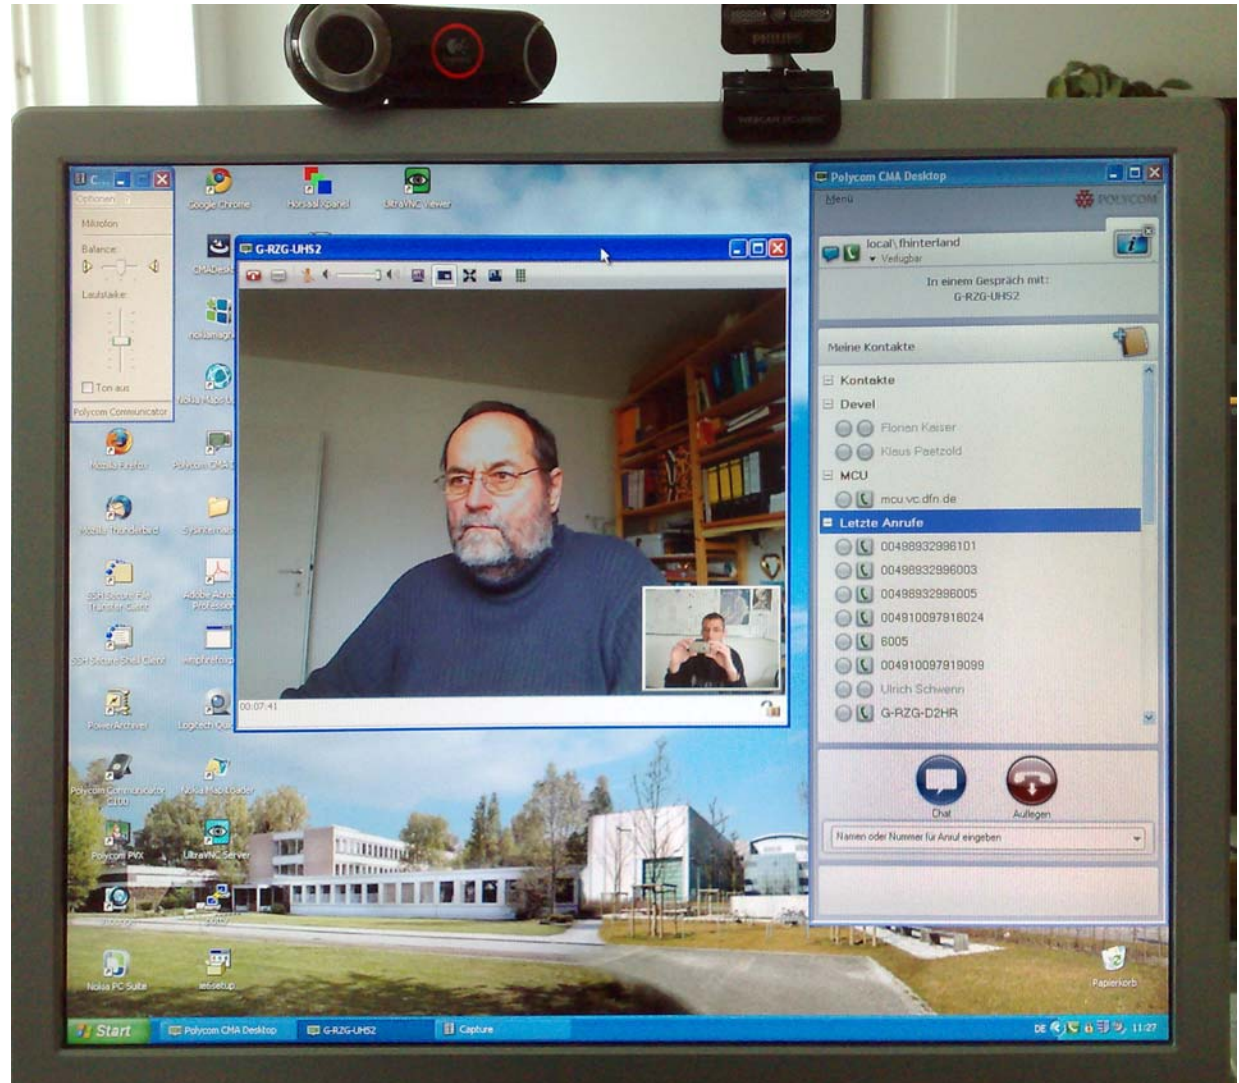 PHILIPS
C...
Optionen ?
Mikrofon
Balance:
Lautstärke:
Ton aus
Polycom Communicator
Google Chrome
Hörsaal Xpanel
UltraVNC Viewer
Mozilla Firefox
Mozilla Thunderbird
SSH Secure File
Transfer Client
Adobe Acro
Profession
SSH Secure Shell Client
PowerArchiver
Polycom Communicator
C100
Nokia Map Loader
Polycom PVX
UltraVNC Server
Nokia PC Suite
ie6setup
G-RZG-UHS2
00:07:41
Polycom CMA Desktop
Menü
POLYCOM
local\fhinterland
Verfügbar
In einem Gespräch mit:
G-RZG-UHS2
Meine Kontakte
Kontakte
Devel
Florian Kaiser
Klaus Paetzold
MCU
mcu.vc.dfn.de
Letzte Anrufe
00498932996101
00498932996003
00498932996005
004910097916024
6005
004910097919099
Ulrich Schwenn
G-RZG-D2HR
Chat
Auflegen
Namen oder Nummer für Anruf eingeben
Papierkorb
Start
Polycom CMA Desktop
G-RZG-UHS2
Capture
DE
11:27